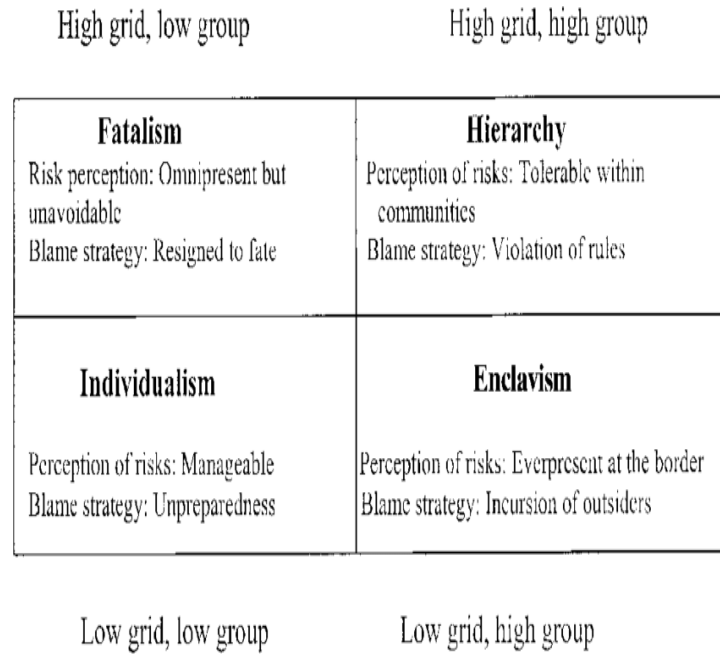 High grid, low group
High grid, high group
Fatalism
Risk perception: Omnipresent but
unavoidable
Blame strategy: Resigned to fate
Hierarchy
Perception of risks: Tolerable within
communities
Blame strategy: Violation of rules
Individualism
Perception of risks: Manageable
Blame strategy: Unpreparedness
Enclavism
Perception of risks: Everpresent at the border
Blame strategy: Incursion of outsiders
Low grid, low group
Low grid, high group